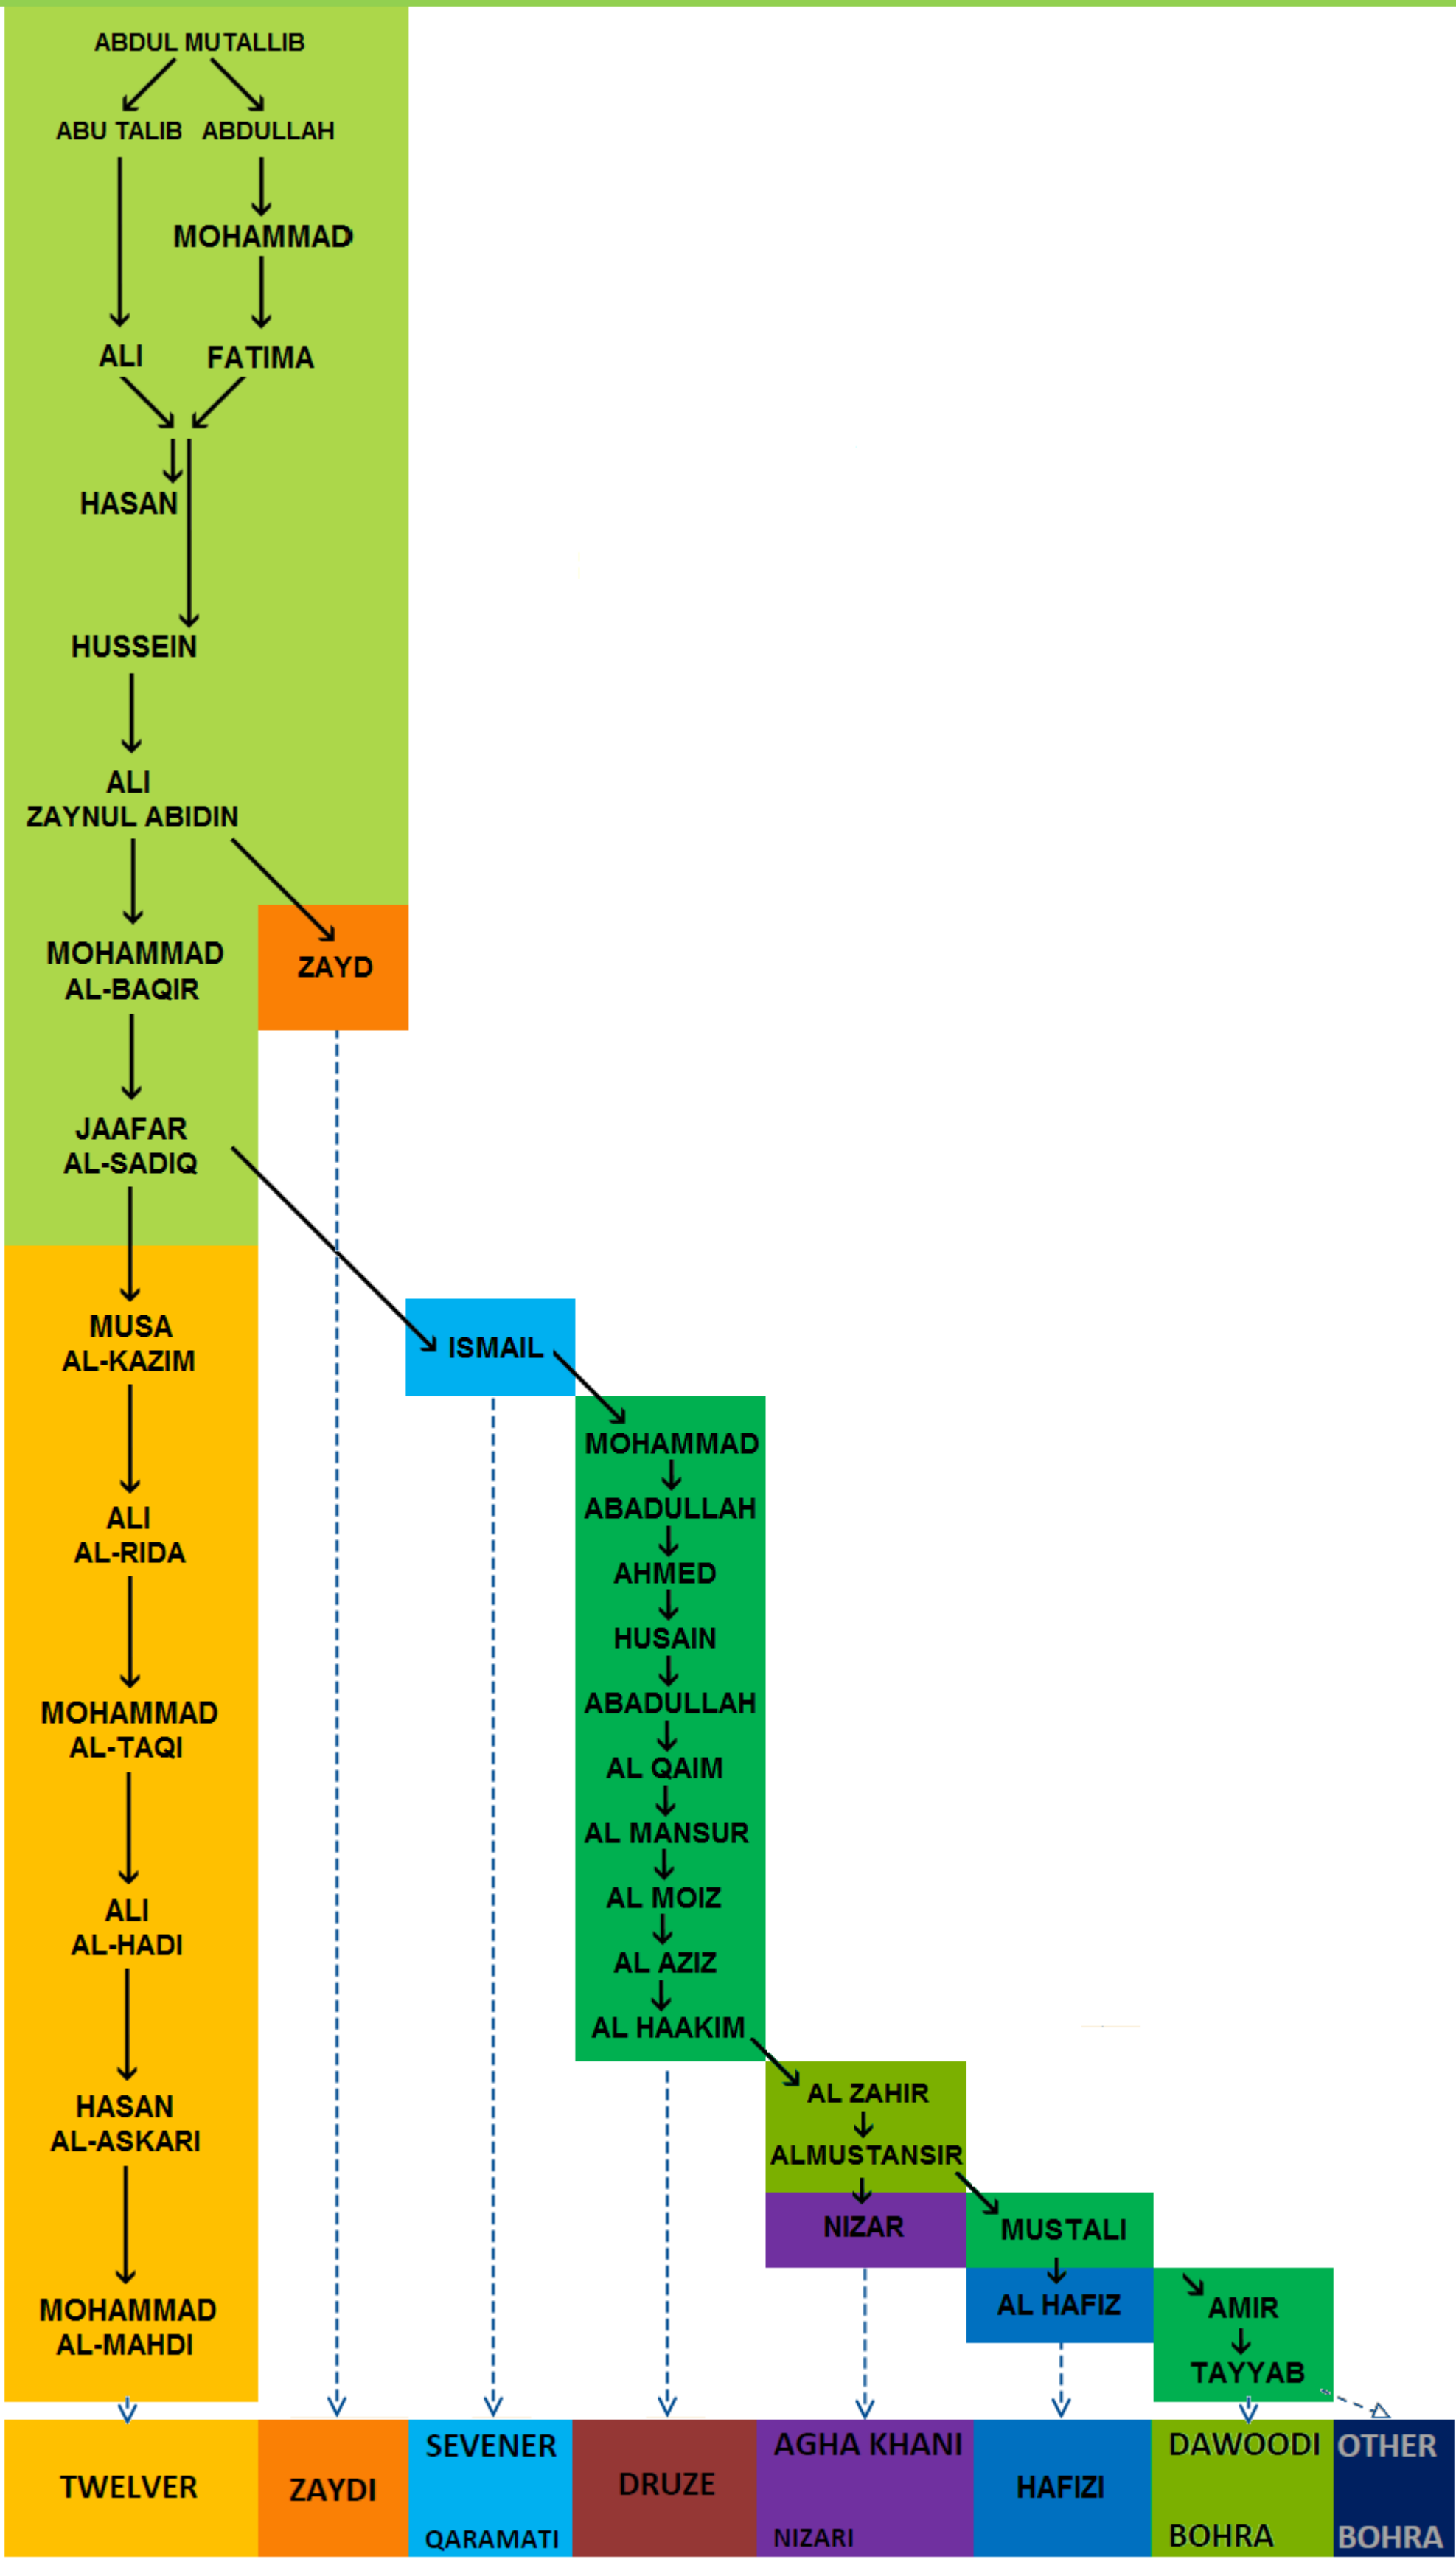 ABDUL MUTALLIB
ABU TALIB ABDULLAH
MOHAMMAD
ALI FATIMA
HASAN
HUSSEIN
ALI
ZAYNUL ABIDIN
MOHAMMAD
AL-BAQIR
ZAYD
JAAFAR
AL-SADIQ
MUSA
AL-KAZIM
ISMAIL
ALI
AL-RIDA
MOHAMMAD
AL-TAQI
ALI
AL-HADI
HASAN
AL-ASKARI
MOHAMMAD
AL-MAHDI
MOHAMMAD
ABADULLAH
AHMED
HUSAIN
ABADULLAH
AL QAIM
AL MANSUR
AL MOIZ
AL AZIZ
AL HAAKIM
AL ZAHIR
ALMUSTANSIR
NIZAR
MUSTALI
AL HAFIZ
AMIR
TAYYAB
TWELVER
ZAYDI
SEVENER
QARAMATI
DRUZE
AGHA KHANI
NIZARI
HAFIZI
DAWOODI
BOHRA
OTHER
BOHRA